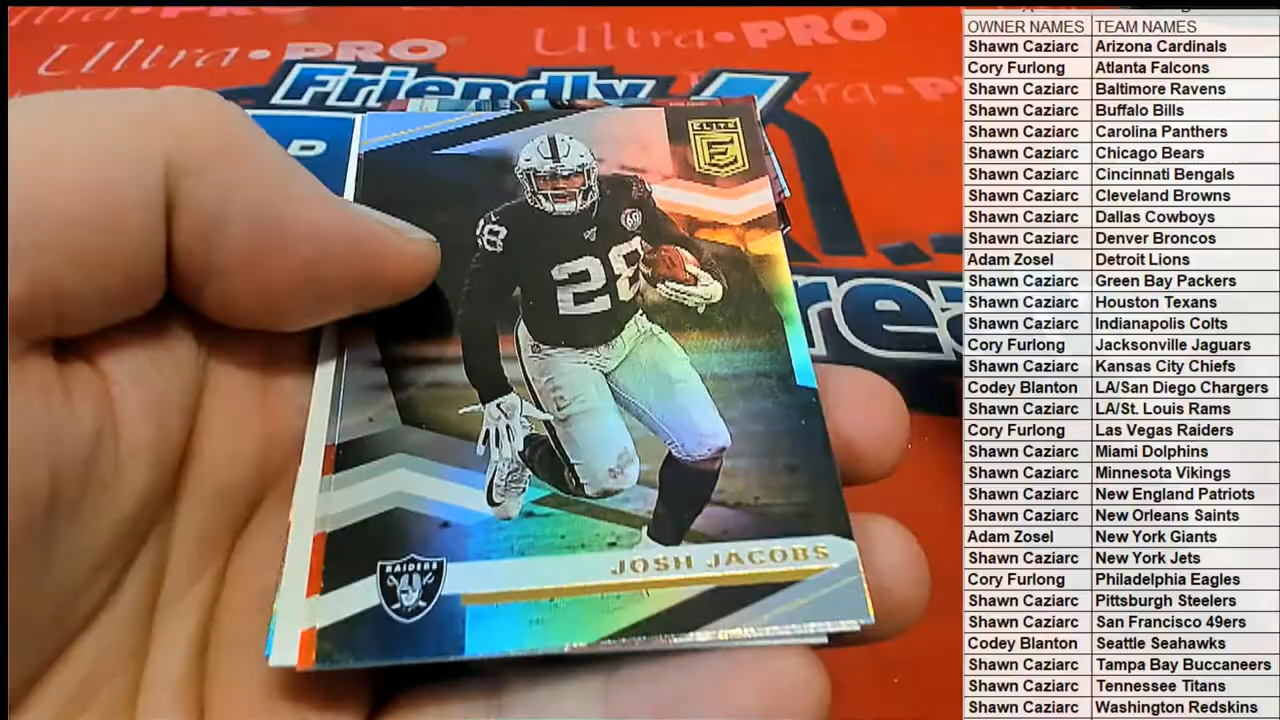 Ultra•PRO
Ultra•PRO
Friendly
P
ELITE
E
28
28
60
RAIDERS
JOSH JACOBS
rea
OWNER NAMES TEAM NAMES
Shawn Caziarc Arizona Cardinals
Cory Furlong Atlanta Falcons
Shawn Caziarc Baltimore Ravens
Shawn Caziarc Buffalo Bills
Shawn Caziarc Carolina Panthers
Shawn Caziarc Chicago Bears
Shawn Caziarc Cincinnati Bengals
Shawn Caziarc Cleveland Browns
Shawn Caziarc Dallas Cowboys
Shawn Caziarc Denver Broncos
Adam Zosel Detroit Lions
Shawn Caziarc Green Bay Packers
Shawn Caziarc Houston Texans
Shawn Caziarc Indianapolis Colts
Cory Furlong Jacksonville Jaguars
Shawn Caziarc Kansas City Chiefs
Codey Blanton LA/San Diego Chargers
Shawn Caziarc LA/St. Louis Rams
Cory Furlong Las Vegas Raiders
Shawn Caziarc Miami Dolphins
Shawn Caziarc Minnesota Vikings
Shawn Caziarc New England Patriots
Shawn Caziarc New Orleans Saints
Adam Zosel New York Giants
Shawn Caziarc New York Jets
Cory Furlong Philadelphia Eagles
Shawn Caziarc Pittsburgh Steelers
Shawn Caziarc San Francisco 49ers
Codey Blanton Seattle Seahawks
Shawn Caziarc Tampa Bay Buccaneers
Shawn Caziarc Tennessee Titans
Shawn Caziarc Washington Redskins